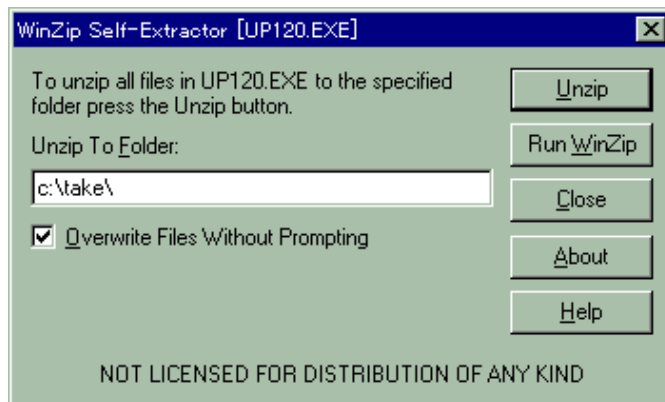 WinZip Self-Extractor [UP120.EXE]
To unzip all files in UP120.EXE to the specified
folder press the Unzip button.
Unzip To Folder:
c:\take\
Overwrite Files Without Prompting
Unzip
Run WinZip
Close
About
Help
NOT LICENSED FOR DISTRIBUTION OF ANY KIND